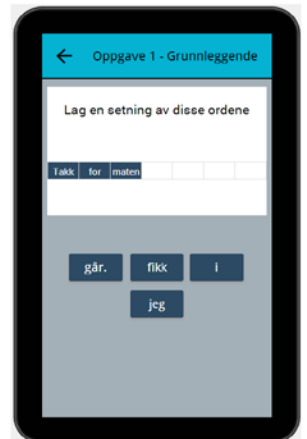 Oppgave 1 - Grunnleggende
Lag en setning av disse ordene
Takk for maten
går. fikk i
jeg